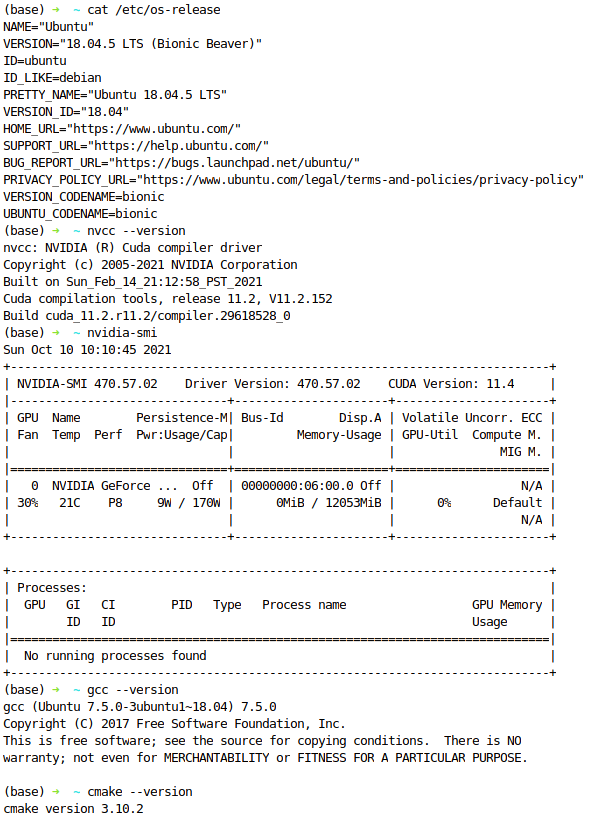 (base) ➜  ~ cat /etc/os-release
NAME="Ubuntu"
VERSION="18.04.5 LTS (Bionic Beaver)"
ID=ubuntu
ID_LIKE=debian
PRETTY_NAME="Ubuntu 18.04.5 LTS"
VERSION_ID="18.04"
HOME_URL="https://www.ubuntu.com/"
SUPPORT_URL="https://help.ubuntu.com/"
BUG_REPORT_URL="https://bugs.launchpad.net/ubuntu/"
PRIVACY_POLICY_URL="https://www.ubuntu.com/legal/terms-and-policies/privacy-policy"
VERSION_CODENAME=bionic
UBUNTU_CODENAME=bionic
(base) ➜  ~ nvcc --version
nvcc: NVIDIA (R) Cuda compiler driver
Copyright (c) 2005-2021 NVIDIA Corporation
Built on Sun_Feb_14_21:12:58_PST_2021
Cuda compilation tools, release 11.2, V11.2.152
Build cuda_11.2.r11.2/compiler.29618528_0
(base) ➜  ~ nvidia-smi
Sun Oct 10 10:10:45 2021
+-----------------------------------------------------------------------------+
| NVIDIA-SMI 470.57.02    Driver Version: 470.57.02    CUDA Version: 11.4     |
|-------------------------------+----------------------+----------------------+
| GPU  Name        Persistence-M| Bus-Id        Disp.A | Volatile Uncorr. ECC |
| Fan  Temp  Perf  Pwr:Usage/Cap|         Memory-Usage | GPU-Util  Compute M. |
|                               |                      |               MIG M. |
|===============================+======================+======================|
|   0  NVIDIA GeForce ...  Off  | 00000000:06:00.0 Off |                  N/A |
| 30%   21C    P8     9W / 170W |      0MiB / 12053MiB |      0%      Default |
|                               |                      |                  N/A |
+-------------------------------+----------------------+----------------------+

+-----------------------------------------------------------------------------+
| Processes:                                                                  |
|  GPU   GI   CI        PID   Type   Process name                  GPU Memory |
|        ID   ID                                                   Usage      |
|=============================================================================|
|  No running processes found                                                 |
+-----------------------------------------------------------------------------+
(base) ➜  ~ gcc --version
gcc (Ubuntu 7.5.0-3ubuntu1~18.04) 7.5.0
Copyright (C) 2017 Free Software Foundation, Inc.
This is free software; see the source for copying conditions.  There is NO
warranty; not even for MERCHANTABILITY or FITNESS FOR A PARTICULAR PURPOSE.

(base) ➜  ~ cmake --version
cmake version 3.10.2